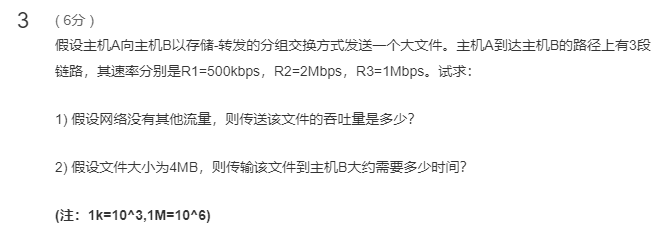 3 ( 6分 )
假设主机A向主机B以存储-转发的分组交换方式发送一个大文件。主机A到达主机B的路径上有3段
链路，其速率分别是R1=500kbps，R2=2Mbps，R3=1Mbps。试求：
1) 假设网络没有其他流量，则传送该文件的吞吐量是多少？
2) 假设文件大小为4MB，则传输该文件到主机B大约需要多少时间？
(注：1k=10^3,1M=10^6)